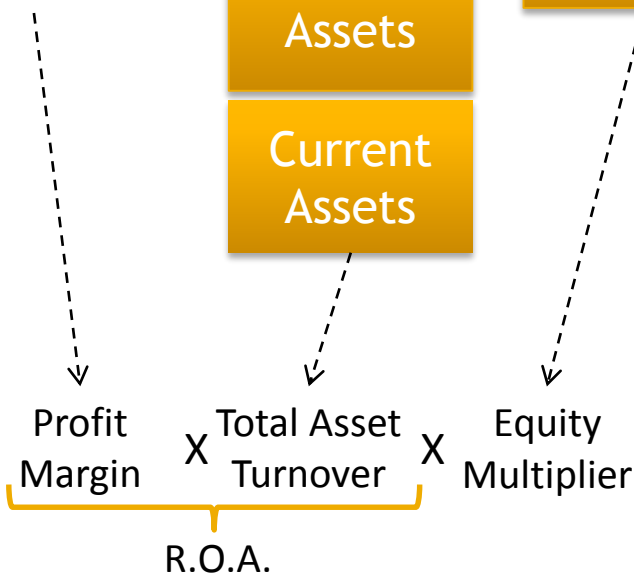 Assets
Current
Assets
Profit
Margin
X
Total Asset
Turnover
X
Equity
Multiplier
R.O.A.